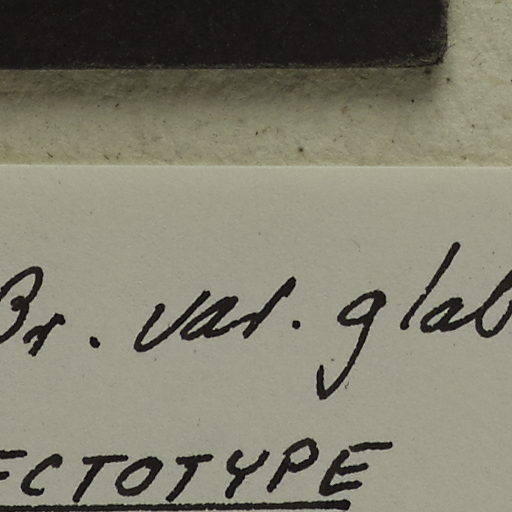 Br. var. glab
ECTOTYPE